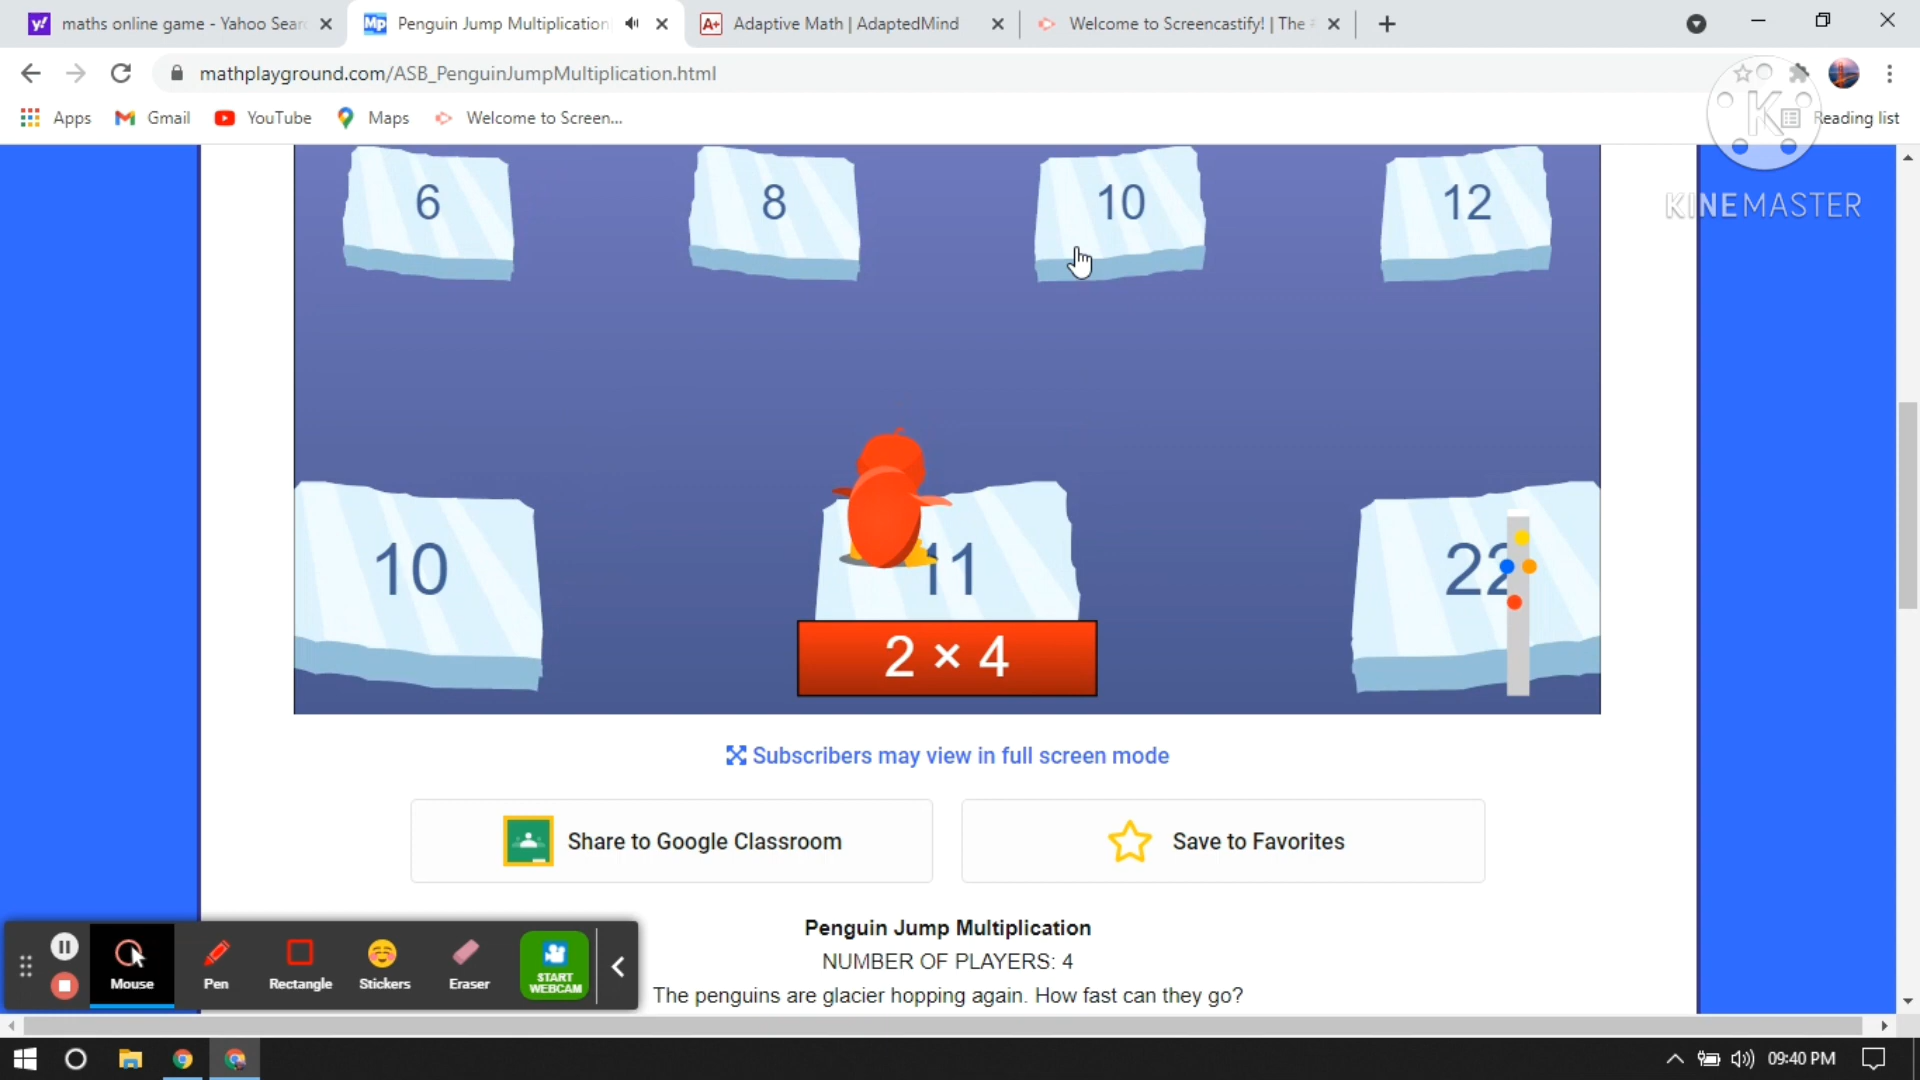 maths online game - Yahoo Sear
Penguin Jump Multiplication
Adaptive Math | AdaptedMind
Welcome to Screencastify! | The
mathplayground.com/ASB_PenguinJumpMultiplication.html
Apps
Gmail
YouTube
Maps
Welcome to Screen...
Reading list
K
KINEMASTER
6
8
10
12
10
11
22
2 × 4
Subscribers may view in full screen mode
Share to Google Classroom
Save to Favorites
Penguin Jump Multiplication
NUMBER OF PLAYERS: 4
The penguins are glacier hopping again. How fast can they go?
Mouse
Pen
Rectangle
Stickers
Eraser
START WEBCAM
09:40 PM